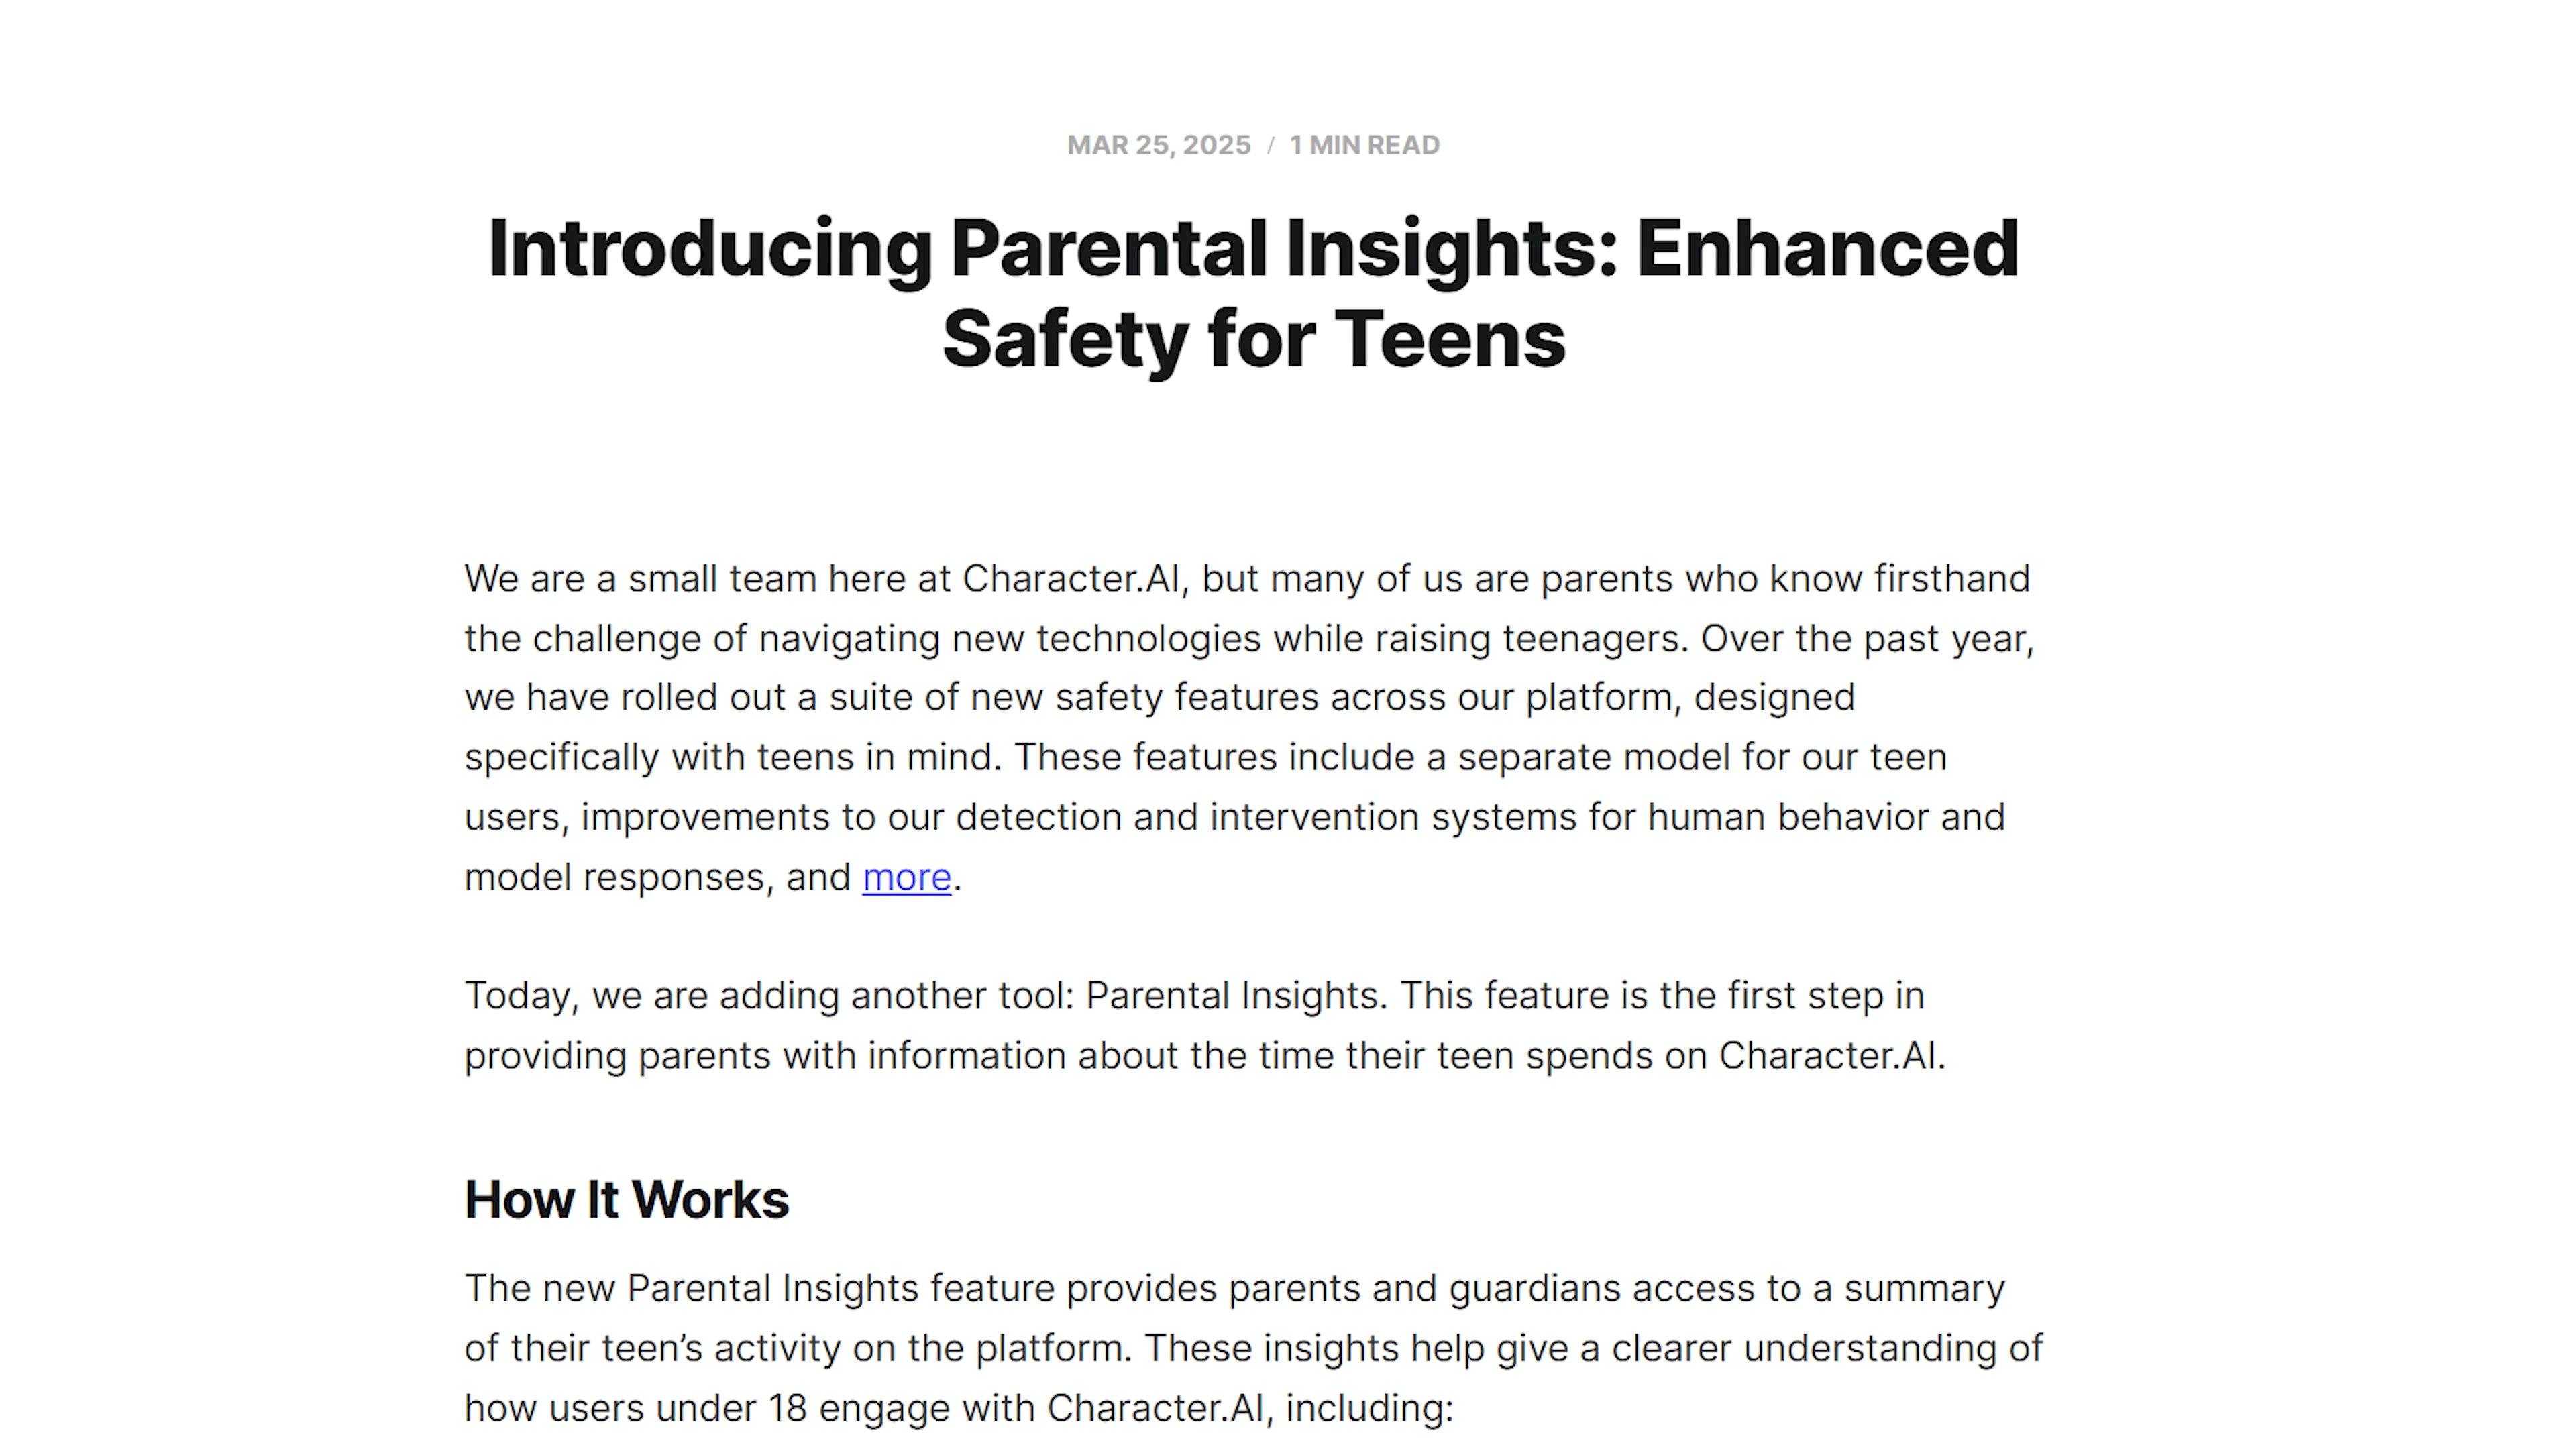 MAR 25, 2025 / 1 MIN READ
Introducing Parental Insights: Enhanced
Safety for Teens
We are a small team here at Character.AI, but many of us are parents who know firsthand
the challenge of navigating new technologies while raising teenagers. Over the past year,
we have rolled out a suite of new safety features across our platform, designed
specifically with teens in mind. These features include a separate model for our teen
users, improvements to our detection and intervention systems for human behavior and
model responses, and more.
Today, we are adding another tool: Parental Insights. This feature is the first step in
providing parents with information about the time their teen spends on Character.AI.
How It Works
The new Parental Insights feature provides parents and guardians access to a summary
of their teen’s activity on the platform. These insights help give a clearer understanding of
how users under 18 engage with Character.AI, including: